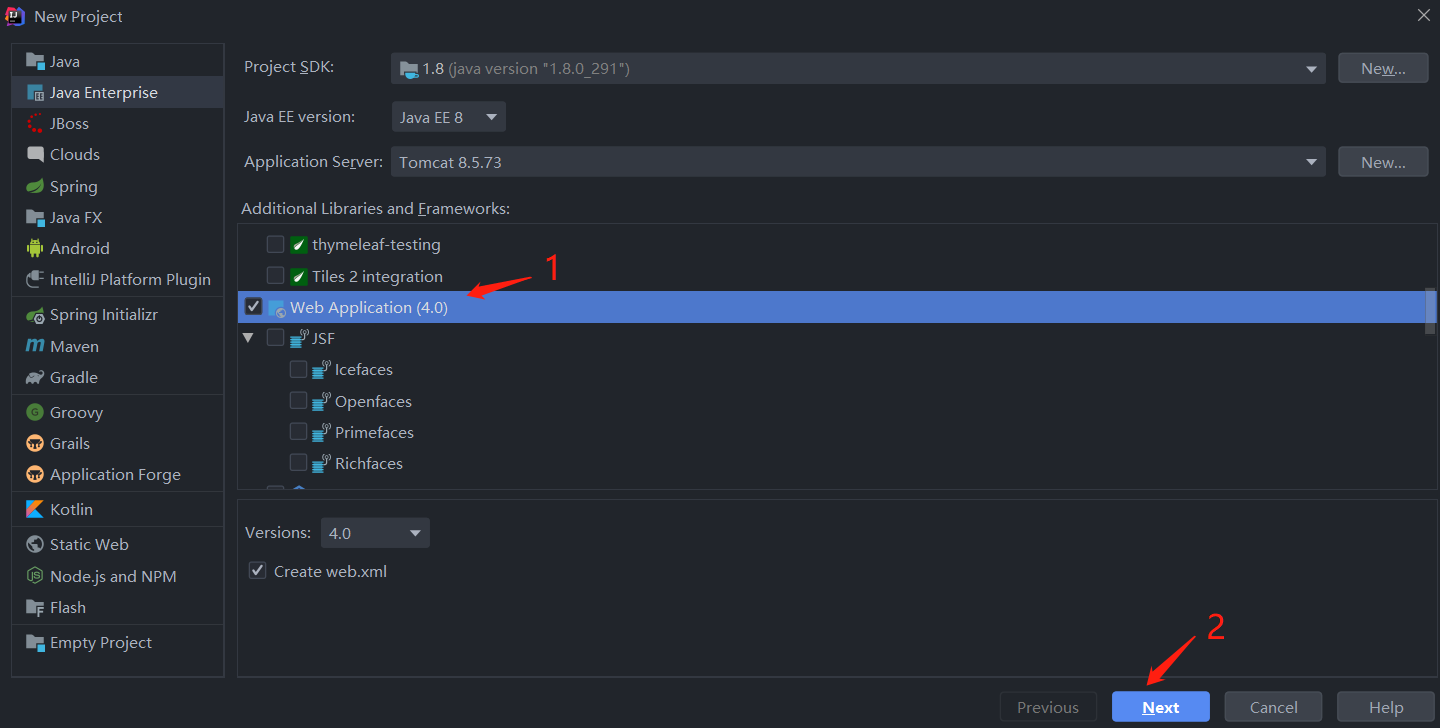 New Project
Java
Java Enterprise
JBoss
Clouds
Spring
Java FX
Android
IntelliJ Platform Plugin
Spring Initializr
Maven
Gradle
Groovy
Grails
Application Forge
Kotlin
Static Web
Node.js and NPM
Flash
Empty Project
Project SDK: 1.8 (java version "1.8.0_291") New...
Java EE version: Java EE 8
Application Server: Tomcat 8.5.73 New...
Additional Libraries and Frameworks:
thymeleaf-testing
Tiles 2 integration
1
Web Application (4.0)
JSF
Icefaces
Openfaces
Primefaces
Richfaces
Versions: 4.0
Create web.xml
2
Previous Next Cancel Help